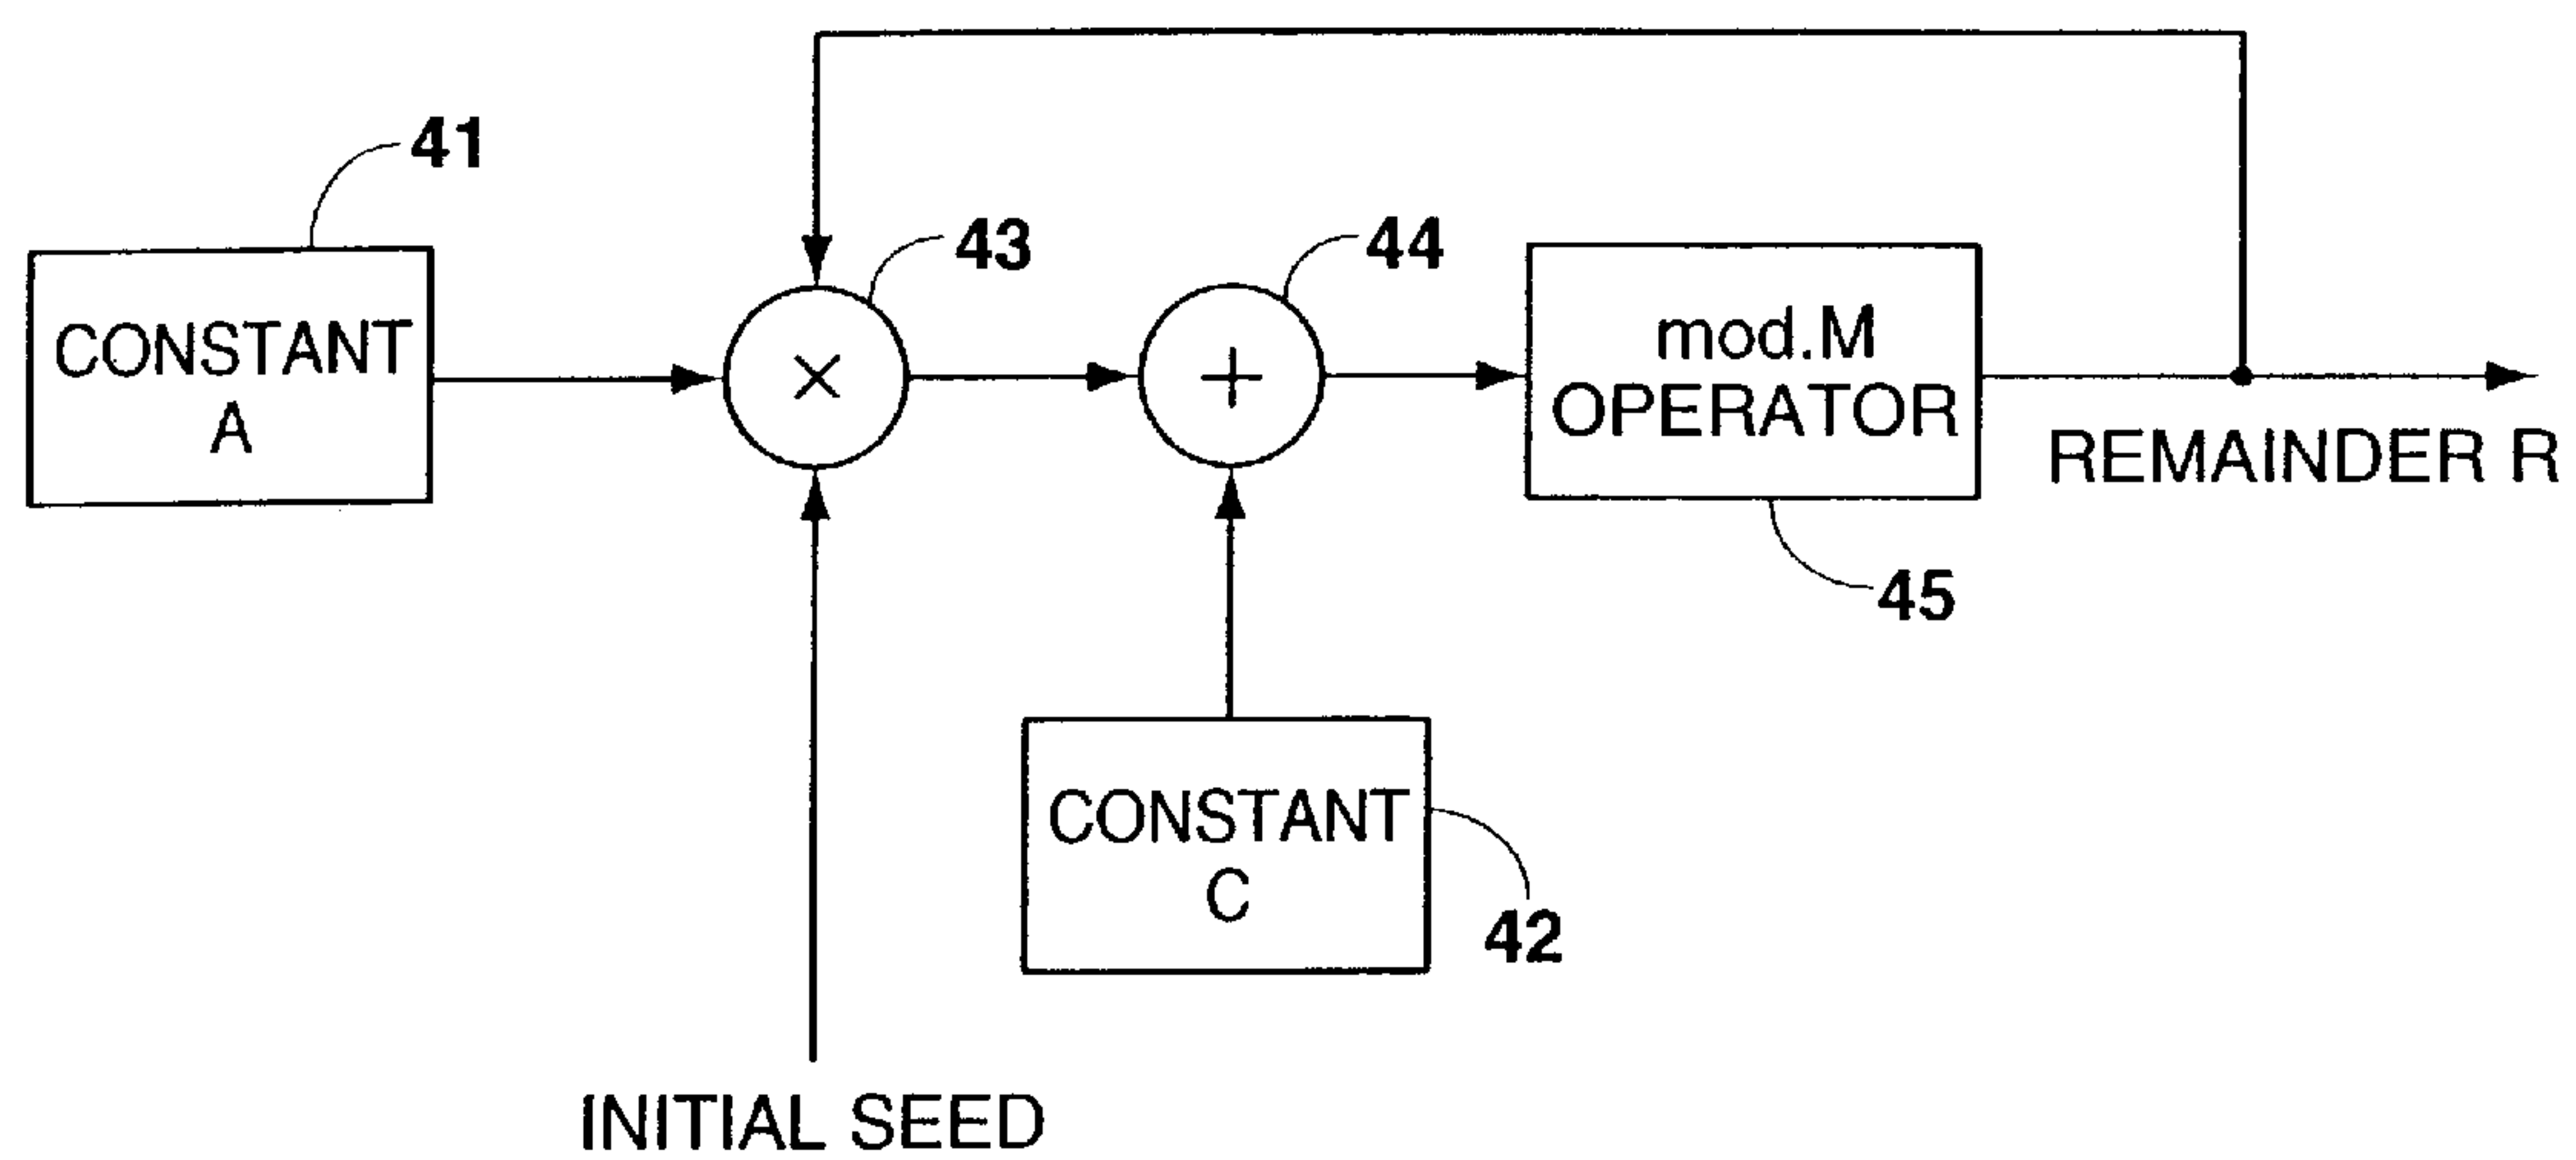 41
43
44
CONSTANT
A
×
+
mod.M
OPERATOR
REMAINDER R
45
CONSTANT
C
42
INITIAL SEED